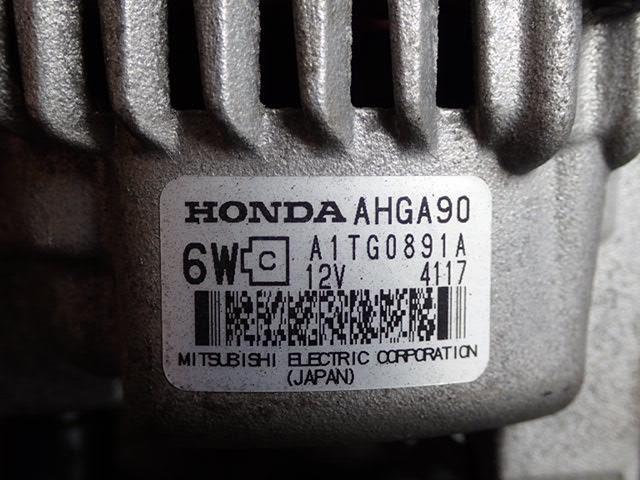 HONDA AHGA90
6W C A1TG0891A
12V 4117
MITSUBISHI ELECTRIC CORPORATION
(JAPAN)